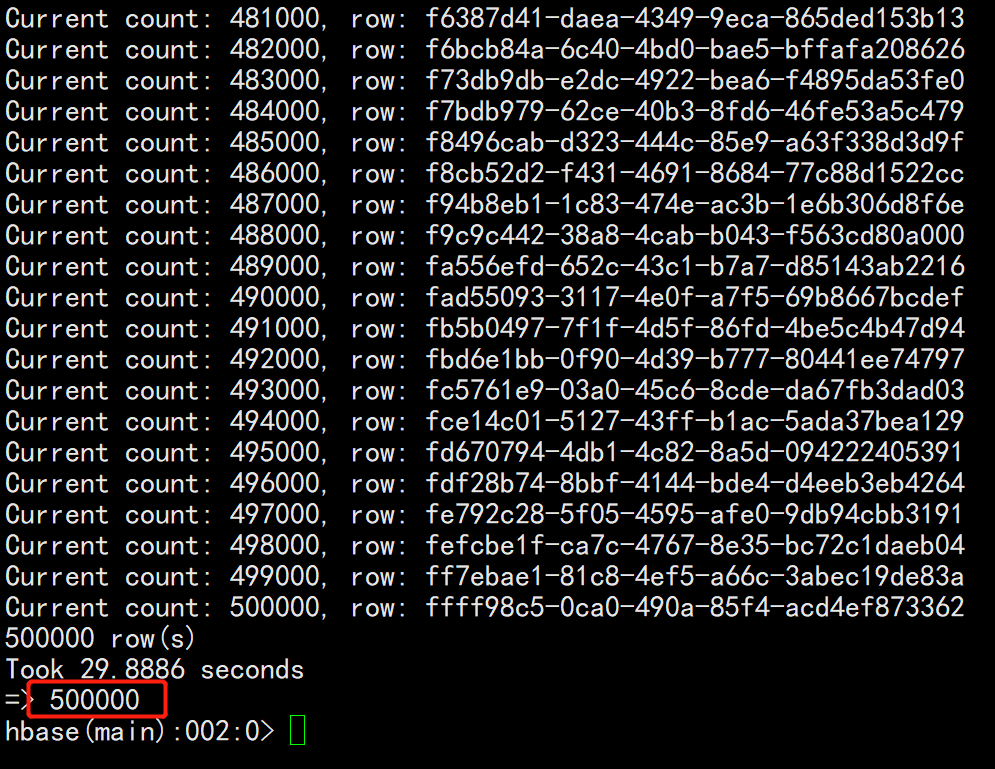 Current count: 481000, row: f6387d41-daea-4349-9eca-865ded153b13
Current count: 482000, row: f6bcb84a-6c40-4bd0-bae5-bffafa208626
Current count: 483000, row: f73db9db-e2dc-4922-bea6-f4895da53fe0
Current count: 484000, row: f7bdb979-62ce-40b3-8fd6-46fe53a5c479
Current count: 485000, row: f8496cab-d323-444c-85e9-a63f338d3d9f
Current count: 486000, row: f8cb52d2-f431-4691-8684-77c88d1522cc
Current count: 487000, row: f94b8eb1-1c83-474e-ac3b-1e6b306d8f6e
Current count: 488000, row: f9c9c442-38a8-4cab-b043-f563cd80a000
Current count: 489000, row: fa556efd-652c-43c1-b7a7-d85143ab2216
Current count: 490000, row: fad55093-3117-4e0f-a7f5-69b8667bcdef
Current count: 491000, row: fb5b0497-7f1f-4d5f-86fd-4be5c4b47d94
Current count: 492000, row: fbd6e1bb-0f90-4d39-b777-80441ee74797
Current count: 493000, row: fc5761e9-03a0-45c6-8cde-da67fb3dad03
Current count: 494000, row: fce14c01-5127-43ff-b1ac-5ada37bea129
Current count: 495000, row: fd670794-4db1-4c82-8a5d-094222405391
Current count: 496000, row: fdf28b74-8bbf-4144-bde4-d4eeb3eb4264
Current count: 497000, row: fe792c28-5f05-4595-afe0-9db94cbb3191
Current count: 498000, row: fefcbe1f-ca7c-4767-8e35-bc72c1daeb04
Current count: 499000, row: ff7ebae1-81c8-4ef5-a66c-3abec19de83a
Current count: 500000, row: ffff98c5-0ca0-490a-85f4-acd4ef873362
500000 row(s)
Took 29.8886 seconds
=> 500000
hbase(main):002:0>